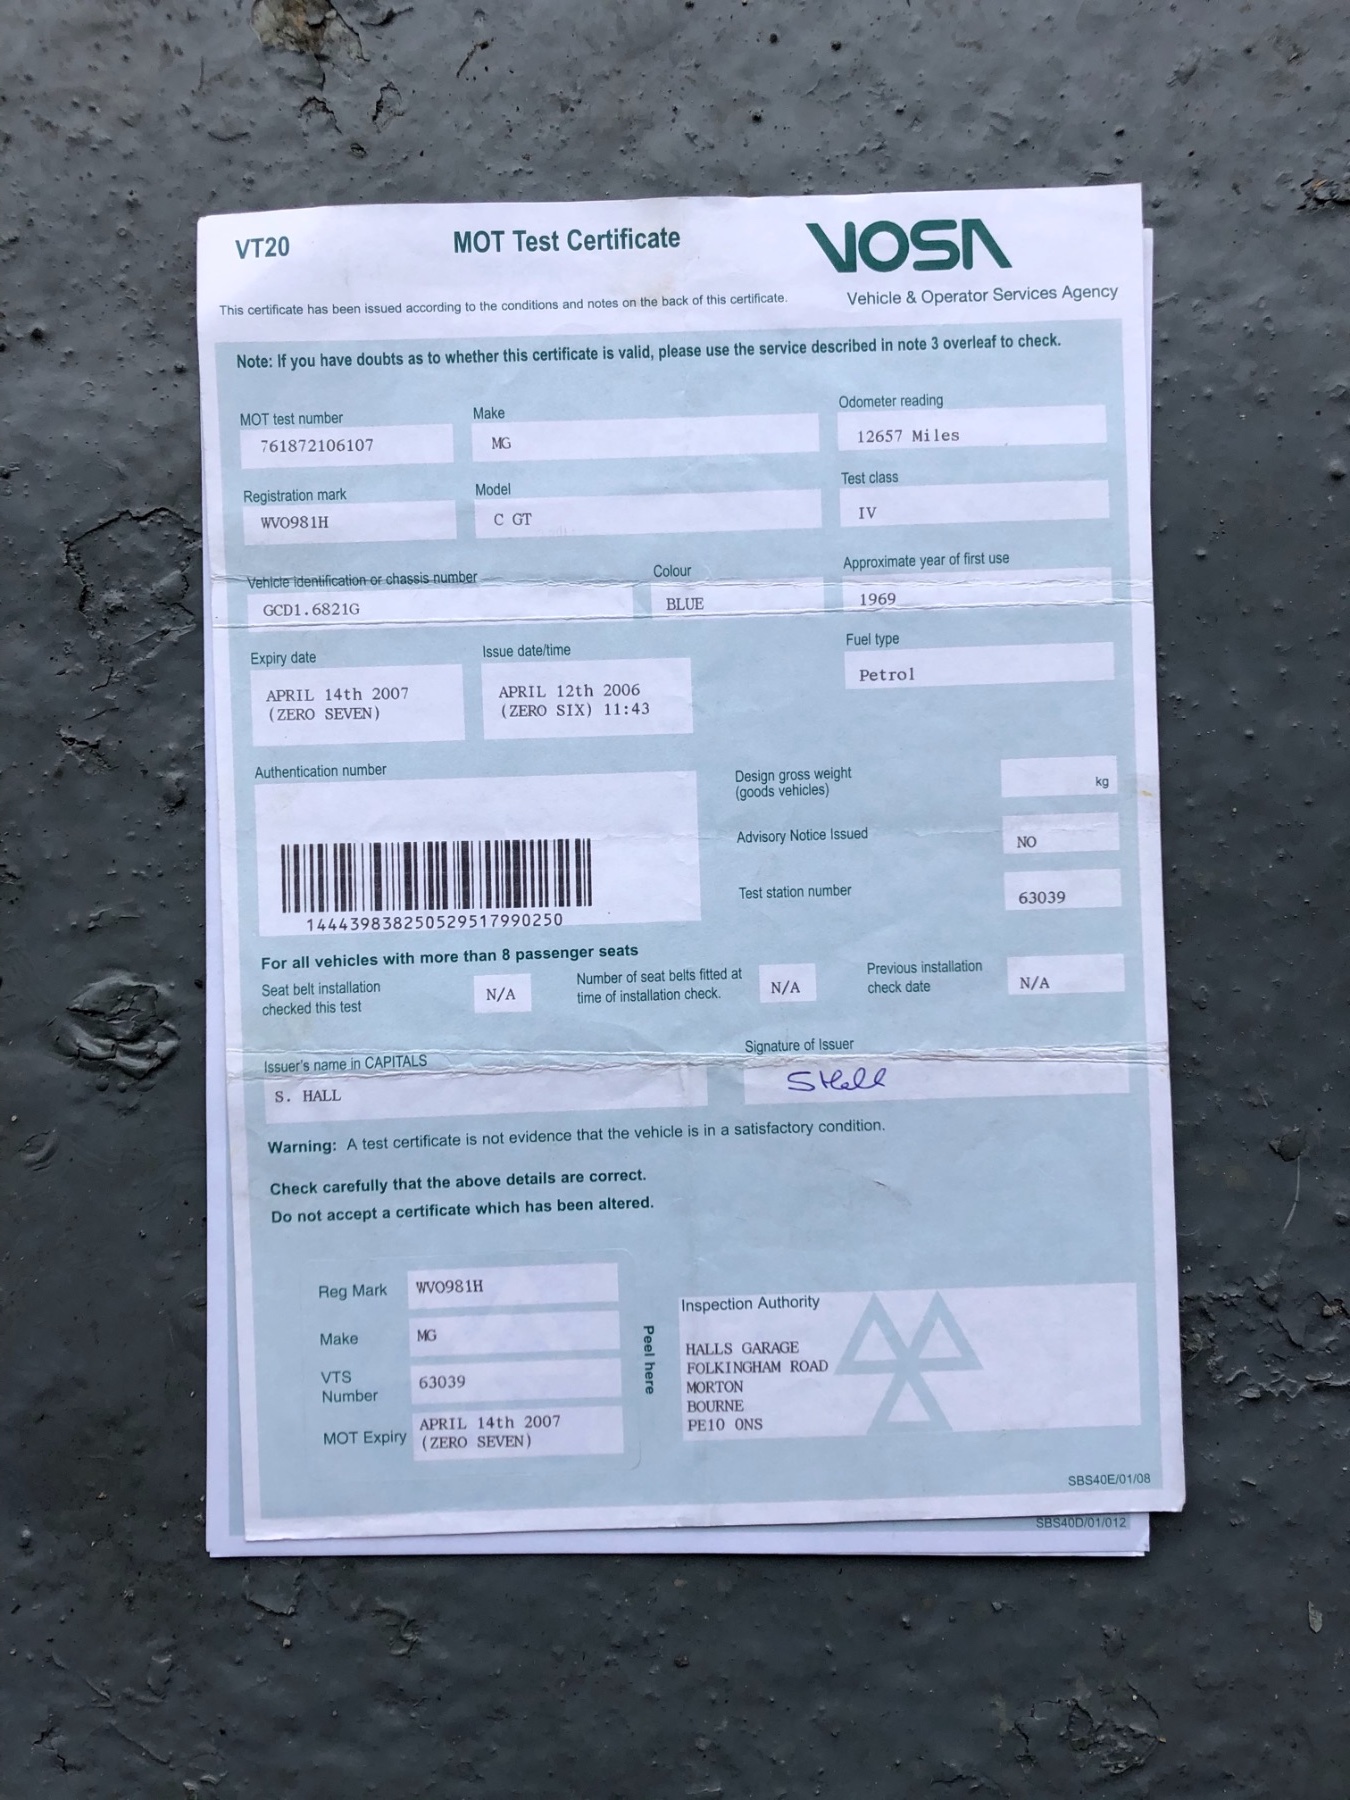 VT20
MOT Test Certificate
VOSA
This certificate has been issued according to the conditions and notes on the back of this certificate.
Vehicle & Operator Services Agency
Note: If you have doubts as to whether this certificate is valid, please use the service described in note 3 overleaf to check.
MOT test number
Make
Odometer reading
761872106107
MG
12657 Miles
Registration mark
Model
Test class
WVO981H
C GT
IV
Vehicle identification or chassis number
Colour
Approximate year of first use
GCD1.6821G
BLUE
1969
Expiry date
Issue date/time
Fuel type
APRIL 14th 2007
(ZERO SEVEN)
APRIL 12th 2006
(ZERO SIX) 11:43
Petrol
Authentication number
Design gross weight
(goods vehicles)
kg
Advisory Notice Issued
NO
Test station number
63039
144439838250529517990250
For all vehicles with more than 8 passenger seats
Seat belt installation
checked this test
N/A
Number of seat belts fitted at
time of installation check.
N/A
Previous installation
check date
N/A
Issuer's name in CAPITALS
Signature of Issuer
S. HALL
SHall
Warning: A test certificate is not evidence that the vehicle is in a satisfactory condition.
Check carefully that the above details are correct.
Do not accept a certificate which has been altered.
Reg Mark
WVO981H
Make
MG
VTS
Number
63039
MOT Expiry
APRIL 14th 2007
(ZERO SEVEN)
Peel here
Inspection Authority
HALLS GARAGE
FOLKINGHAM ROAD
MORTON
BOURNE
PE10 0NS
SBS40E/01/08
SBS40D/01/012